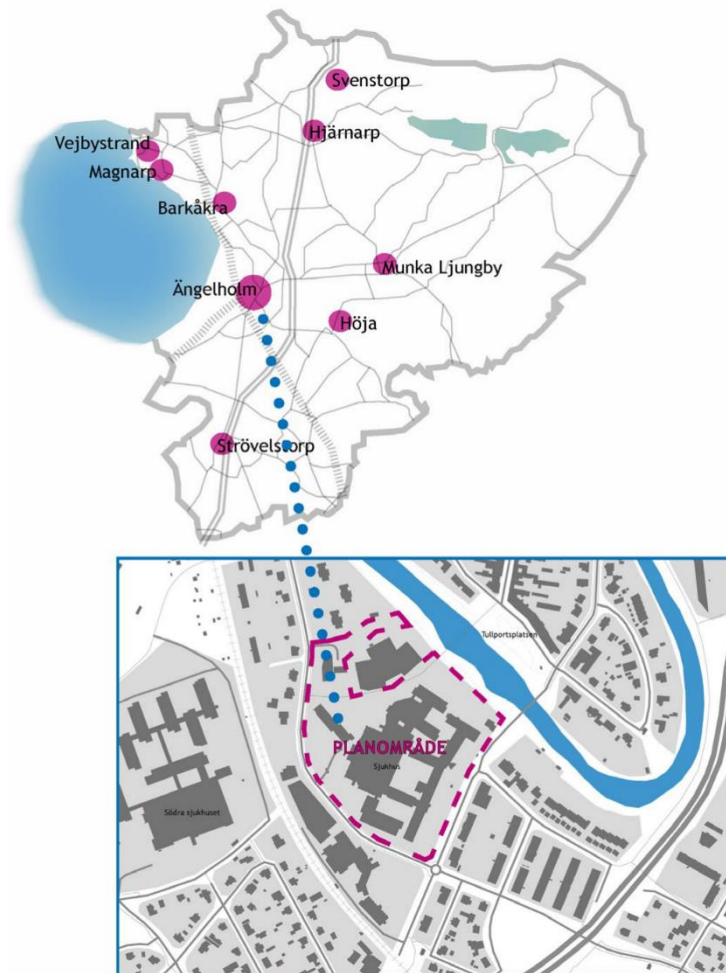 Svenstorp
Hjärnarp
Vejbystrand
Magnarp
Barkåkra
Munka Ljungby
Ängelholm
Höja
Strövelstorp
Tullportsplatsen
PLANOMRÅDE
Sjukhus
Södra sjukhuset